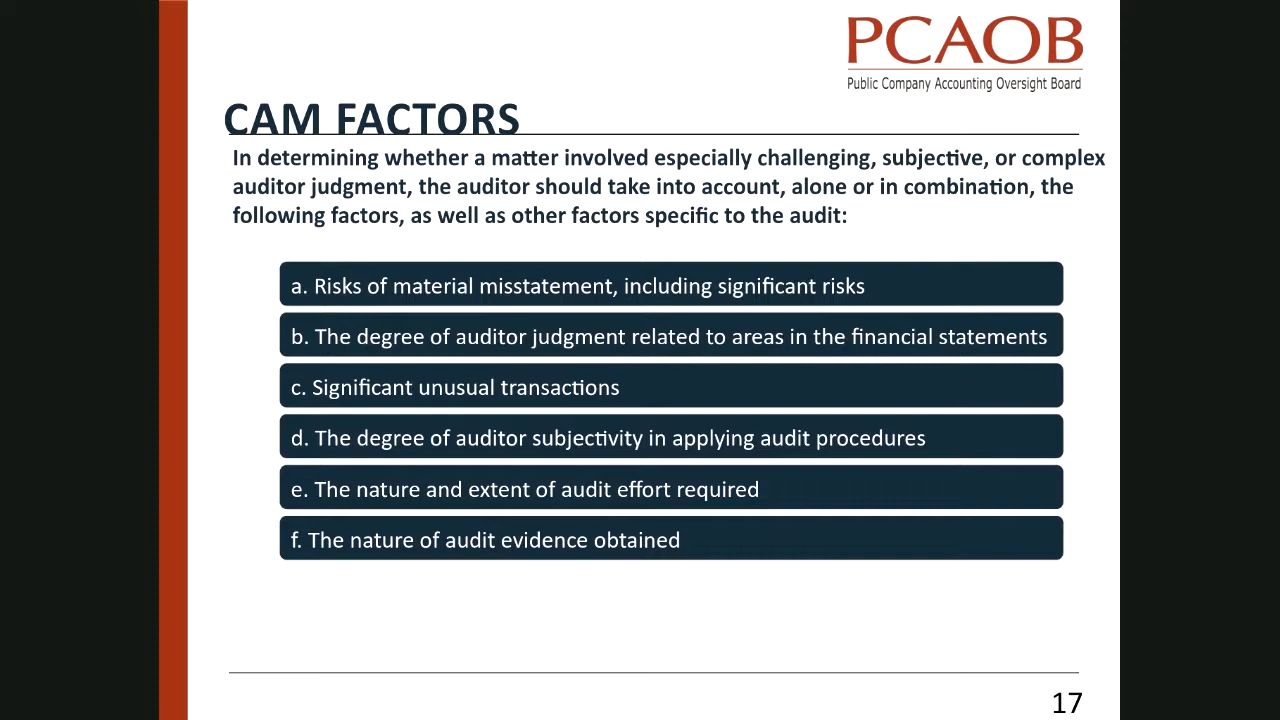 PCAOB
Public Company Accounting Oversight Board
CAM FACTORS
In determining whether a matter involved especially challenging, subjective, or complex
auditor judgment, the auditor should take into account, alone or in combination, the
following factors, as well as other factors specific to the audit:
a. Risks of material misstatement, including significant risks
b. The degree of auditor judgment related to areas in the financial statements
c. Significant unusual transactions
d. The degree of auditor subjectivity in applying audit procedures
e. The nature and extent of audit effort required
f. The nature of audit evidence obtained
17